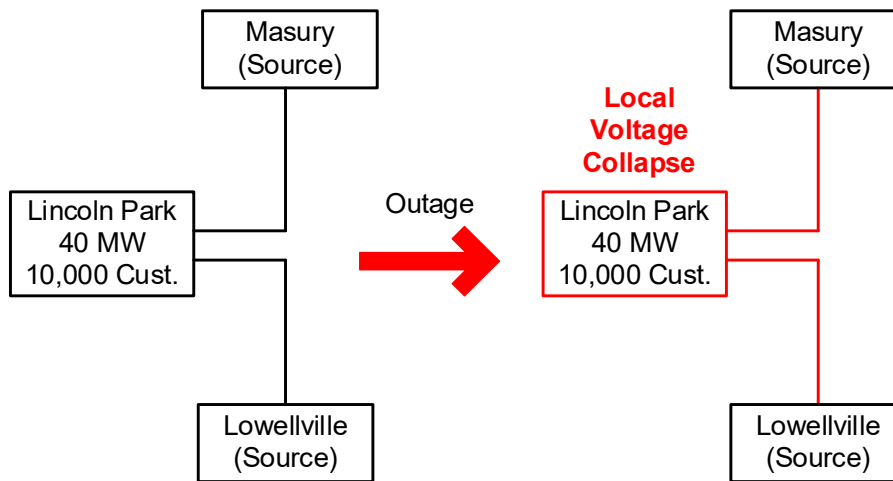 Masury
(Source)
Lincoln Park
40 MW
10,000 Cust.
Lowellville
(Source)
Outage
Masury
(Source)
Local
Voltage
Collapse
Lincoln Park
40 MW
10,000 Cust.
Lowellville
(Source)